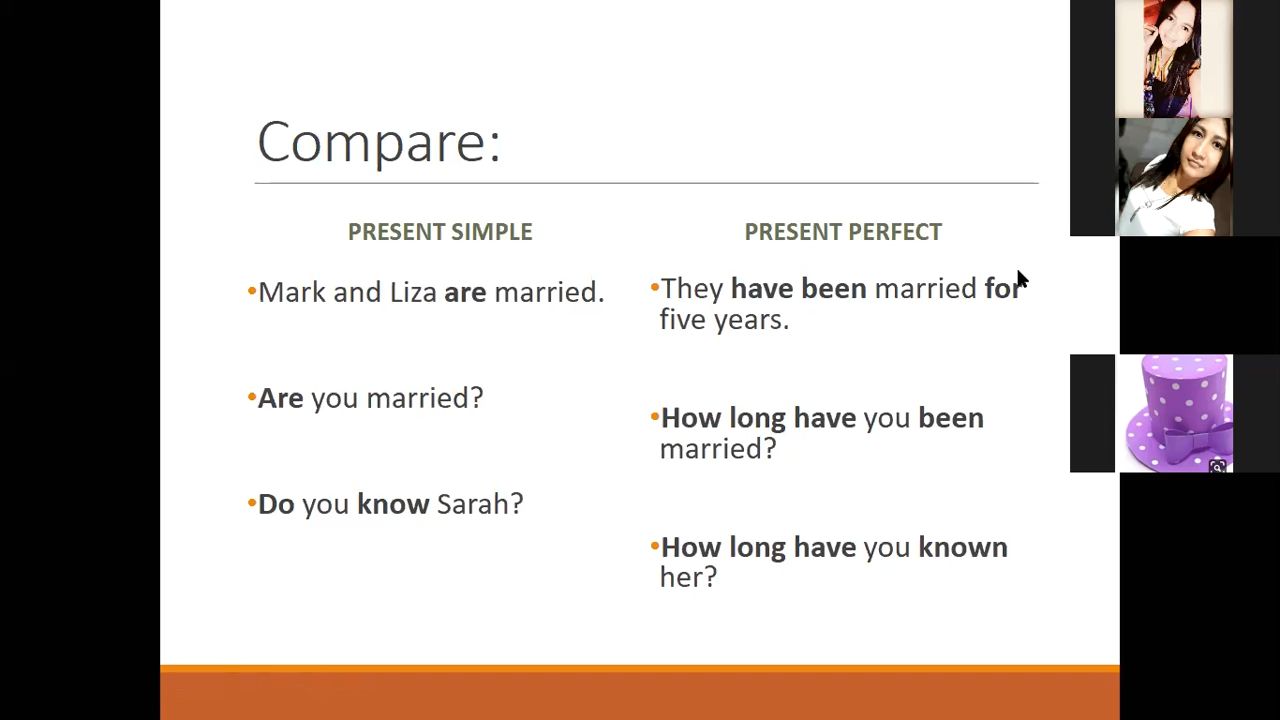 Compare:
PRESENT SIMPLE
•Mark and Liza are married.
•Are you married?
•Do you know Sarah?
PRESENT PERFECT
•They have been married for
five years.
•How long have you been
married?
•How long have you known
her?